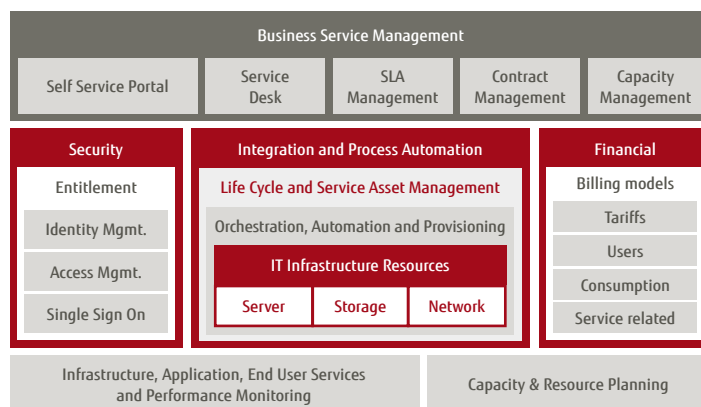 Business Service Management
Self Service Portal
Service
Desk
SLA
Management
Contract
Management
Capacity
Management
Security
Entitlement
Identity Mgmt.
Access Mgmt.
Single Sign On
Integration and Process Automation
Life Cycle and Service Asset Management
Orchestration, Automation and Provisioning
IT Infrastructure Resources
Server
Storage
Network
Financial
Billing models
Tariffs
Users
Consumption
Service related
Infrastructure, Application, End User Services
and Performance Monitoring
Capacity & Resource Planning